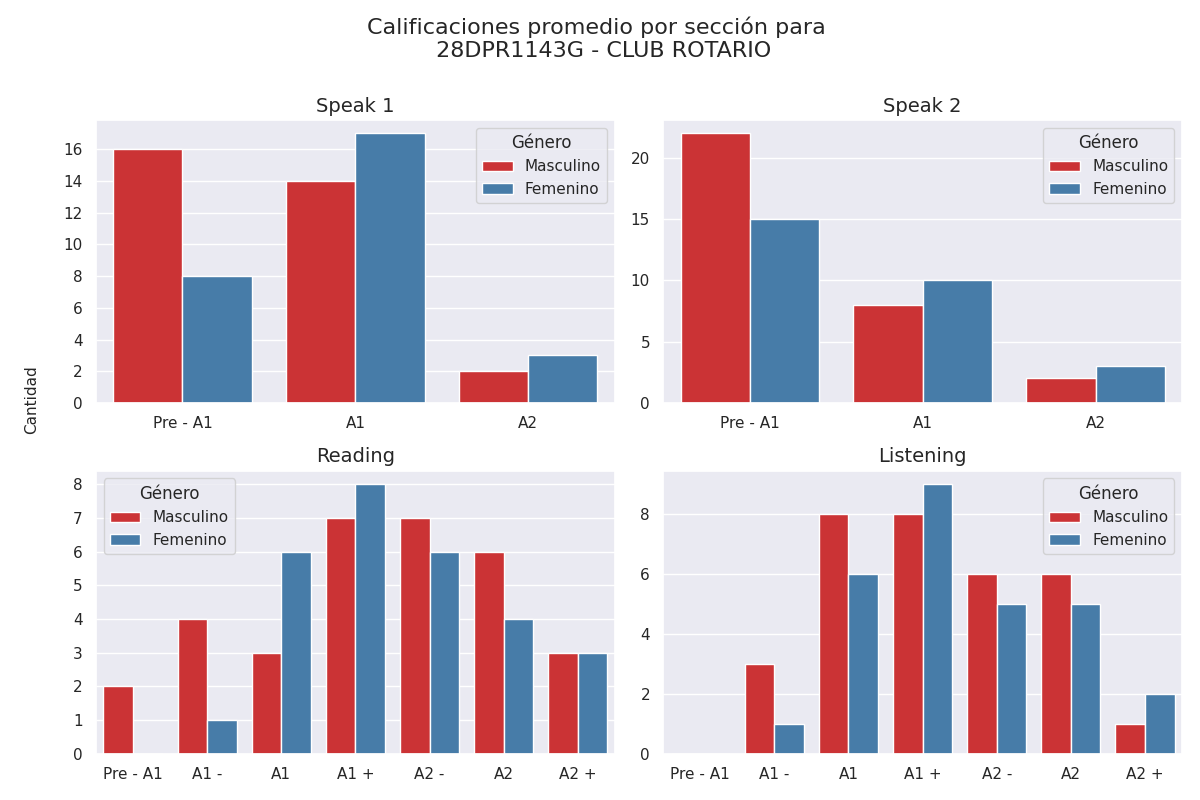 Calificaciones promedio por sección para
28DPR1143G - CLUB ROTARIO
Cantidad
Speak 1
16
14
12
10
8
6
4
2
0
Pre - A1 A1 A2
Género
Masculino
Femenino
Speak 2
20
15
10
5
0
Pre - A1 A1 A2
Género
Masculino
Femenino
Reading
8
7
6
5
4
3
2
1
0
Pre - A1 A1 - A1 A1 + A2 - A2 A2 +
Género
Masculino
Femenino
Listening
8
6
4
2
0
Pre - A1 A1 - A1 A1 + A2 - A2 A2 +
Género
Masculino
Femenino